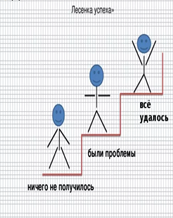 Лесенка успеха»
всё
удалось
были проблемы
ничего не получилось